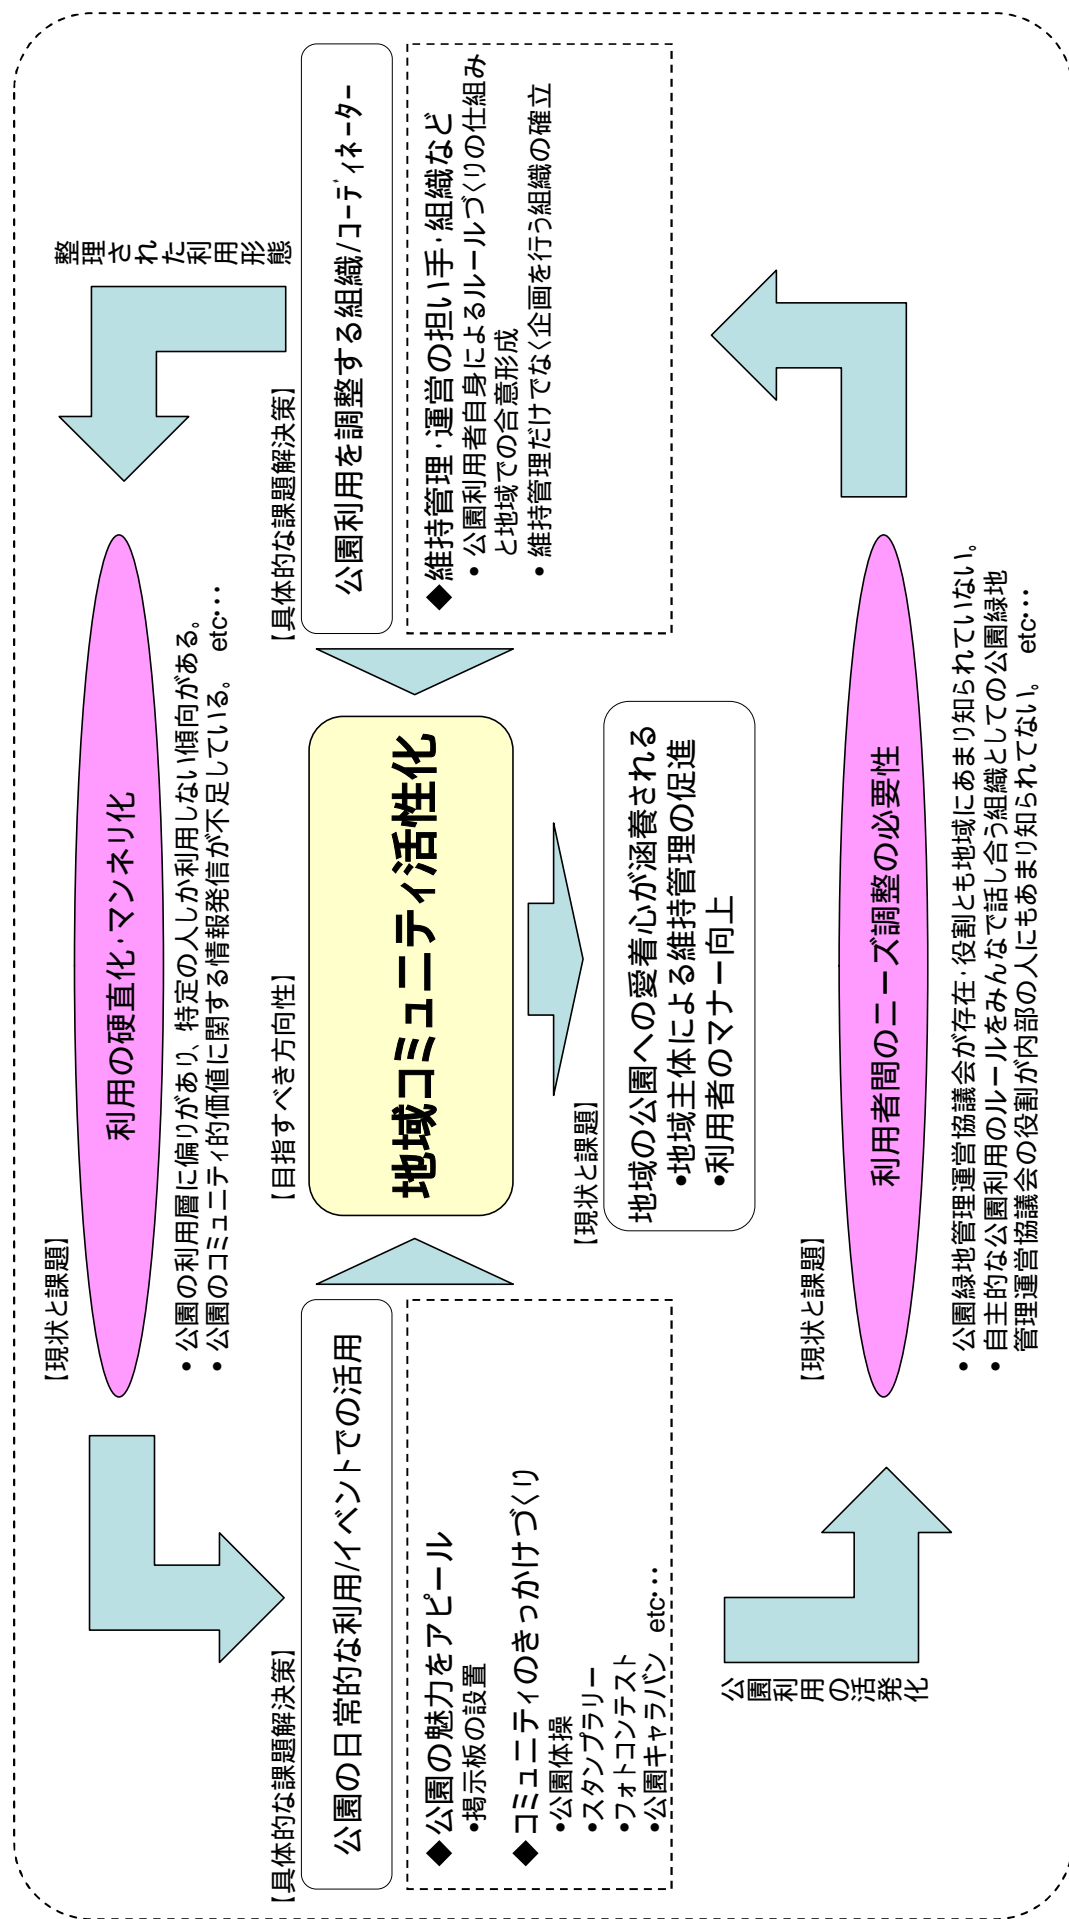 【現状と課題】
利用の硬直化・マンネリ化
• 公園の利用層に偏りがあり、特定の人しか利用しない傾向がある。
• 公園のコミュニティ的価値に関する情報発信が不足している。 etc・・・
【具体的な課題解決策】
公園の日常的な利用/イベントでの活用
◆公園の魅力をアピール
•掲示板の設置
◆コミュニティのきっかけづくり
•公園体操
•スタンプラリー
•フォトコンテスト
•公園キャラバン etc・・・
【目指すべき方向性】
地域コミュニティ活性化
【具体的な課題解決策】
公園利用を調整する組織/コーディネーター
◆維持管理・運営の担い手・組織など
• 公園利用者自身によるルールづくりの仕組み
と地域での合意形成
• 維持管理だけでなく企画を行う組織の確立
整理された利用形態
【現状と課題】
地域の公園への愛着心が涵養される
•地域主体による維持管理の促進
•利用者のマナー向上
公園利用の活発化
【現状と課題】
利用者間のニーズ調整の必要性
• 公園緑地管理運営協議会が存在・役割とも地域にあまり知られていない。
• 自主的な公園利用のルールをみんなで話し合う組織としての公園緑地
管理運営協議会の役割が内部の人にもあまり知られてない。 etc・・・